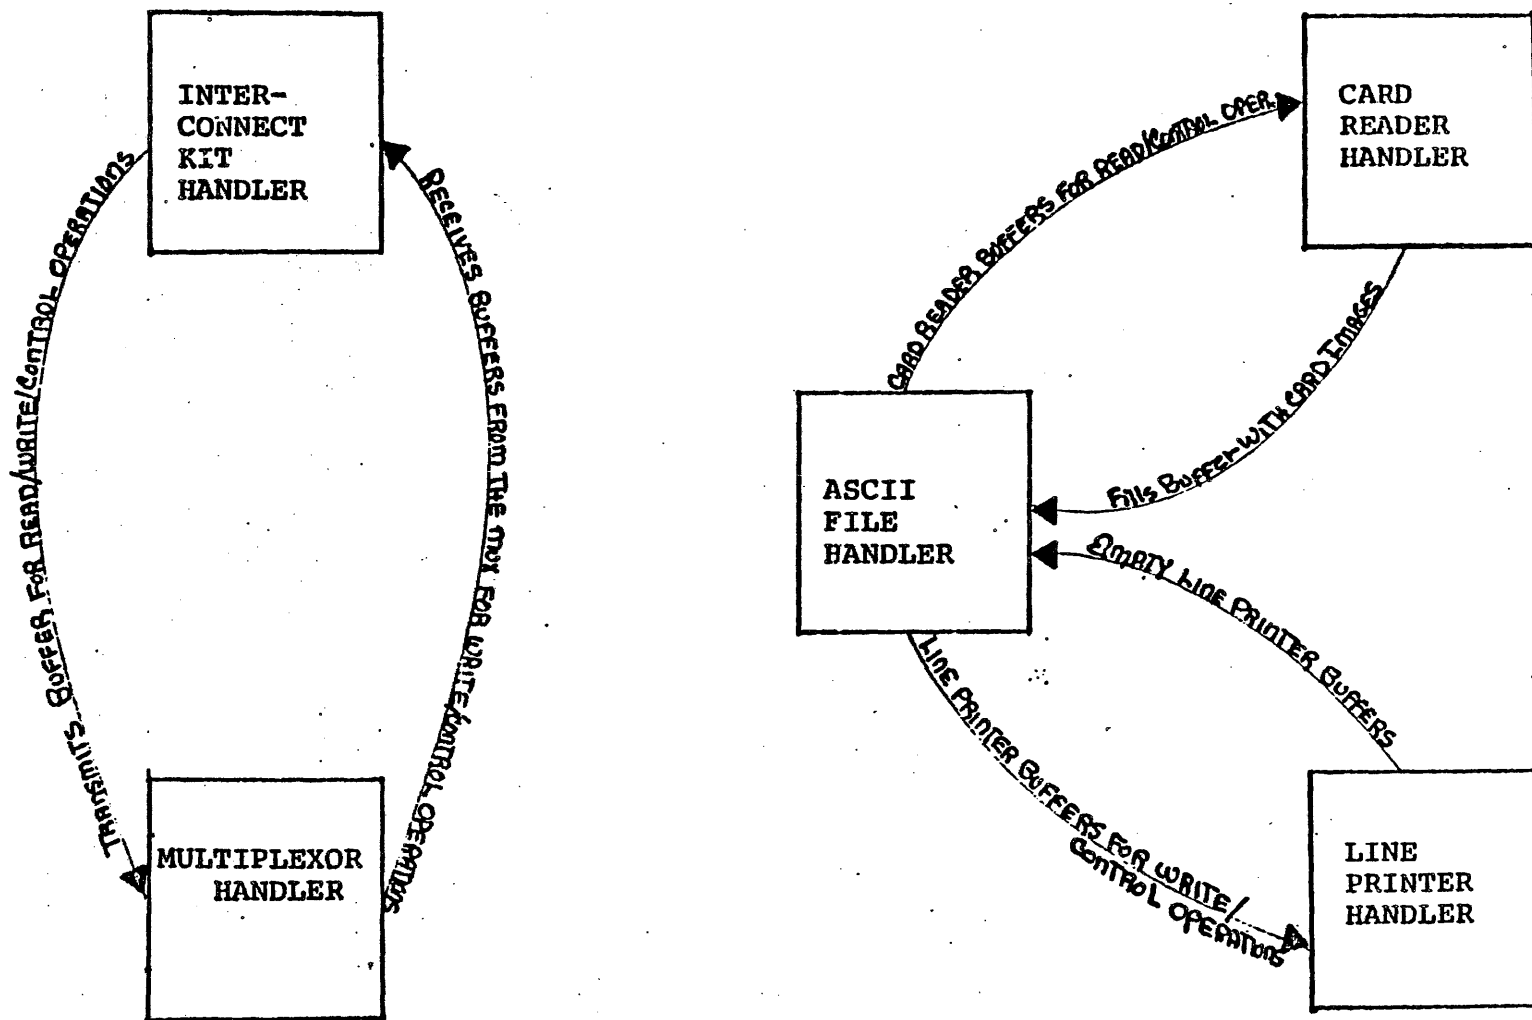 INTER-
CONNECT
KIT
HANDLER
TRANSMITS BUFFER FOR READ/WRITE/CONTROL OPERATIONS
RECEIVES BUFFERS FROM THE MUX FOR WRITE/CONTROL OPERATIONS
MULTIPLEXOR
HANDLER
CARD
READER
HANDLER
CARD READER BUFFERS FOR READ/CONTROL OPER.
Fills BUFFER WITH CARD IMAGES
ASCII
FILE
HANDLER
EMPTY LINE PRINTER BUFFERS
LINE PRINTER BUFFERS FOR WRITE/
CONTROL OPERATIONS
LINE
PRINTER
HANDLER